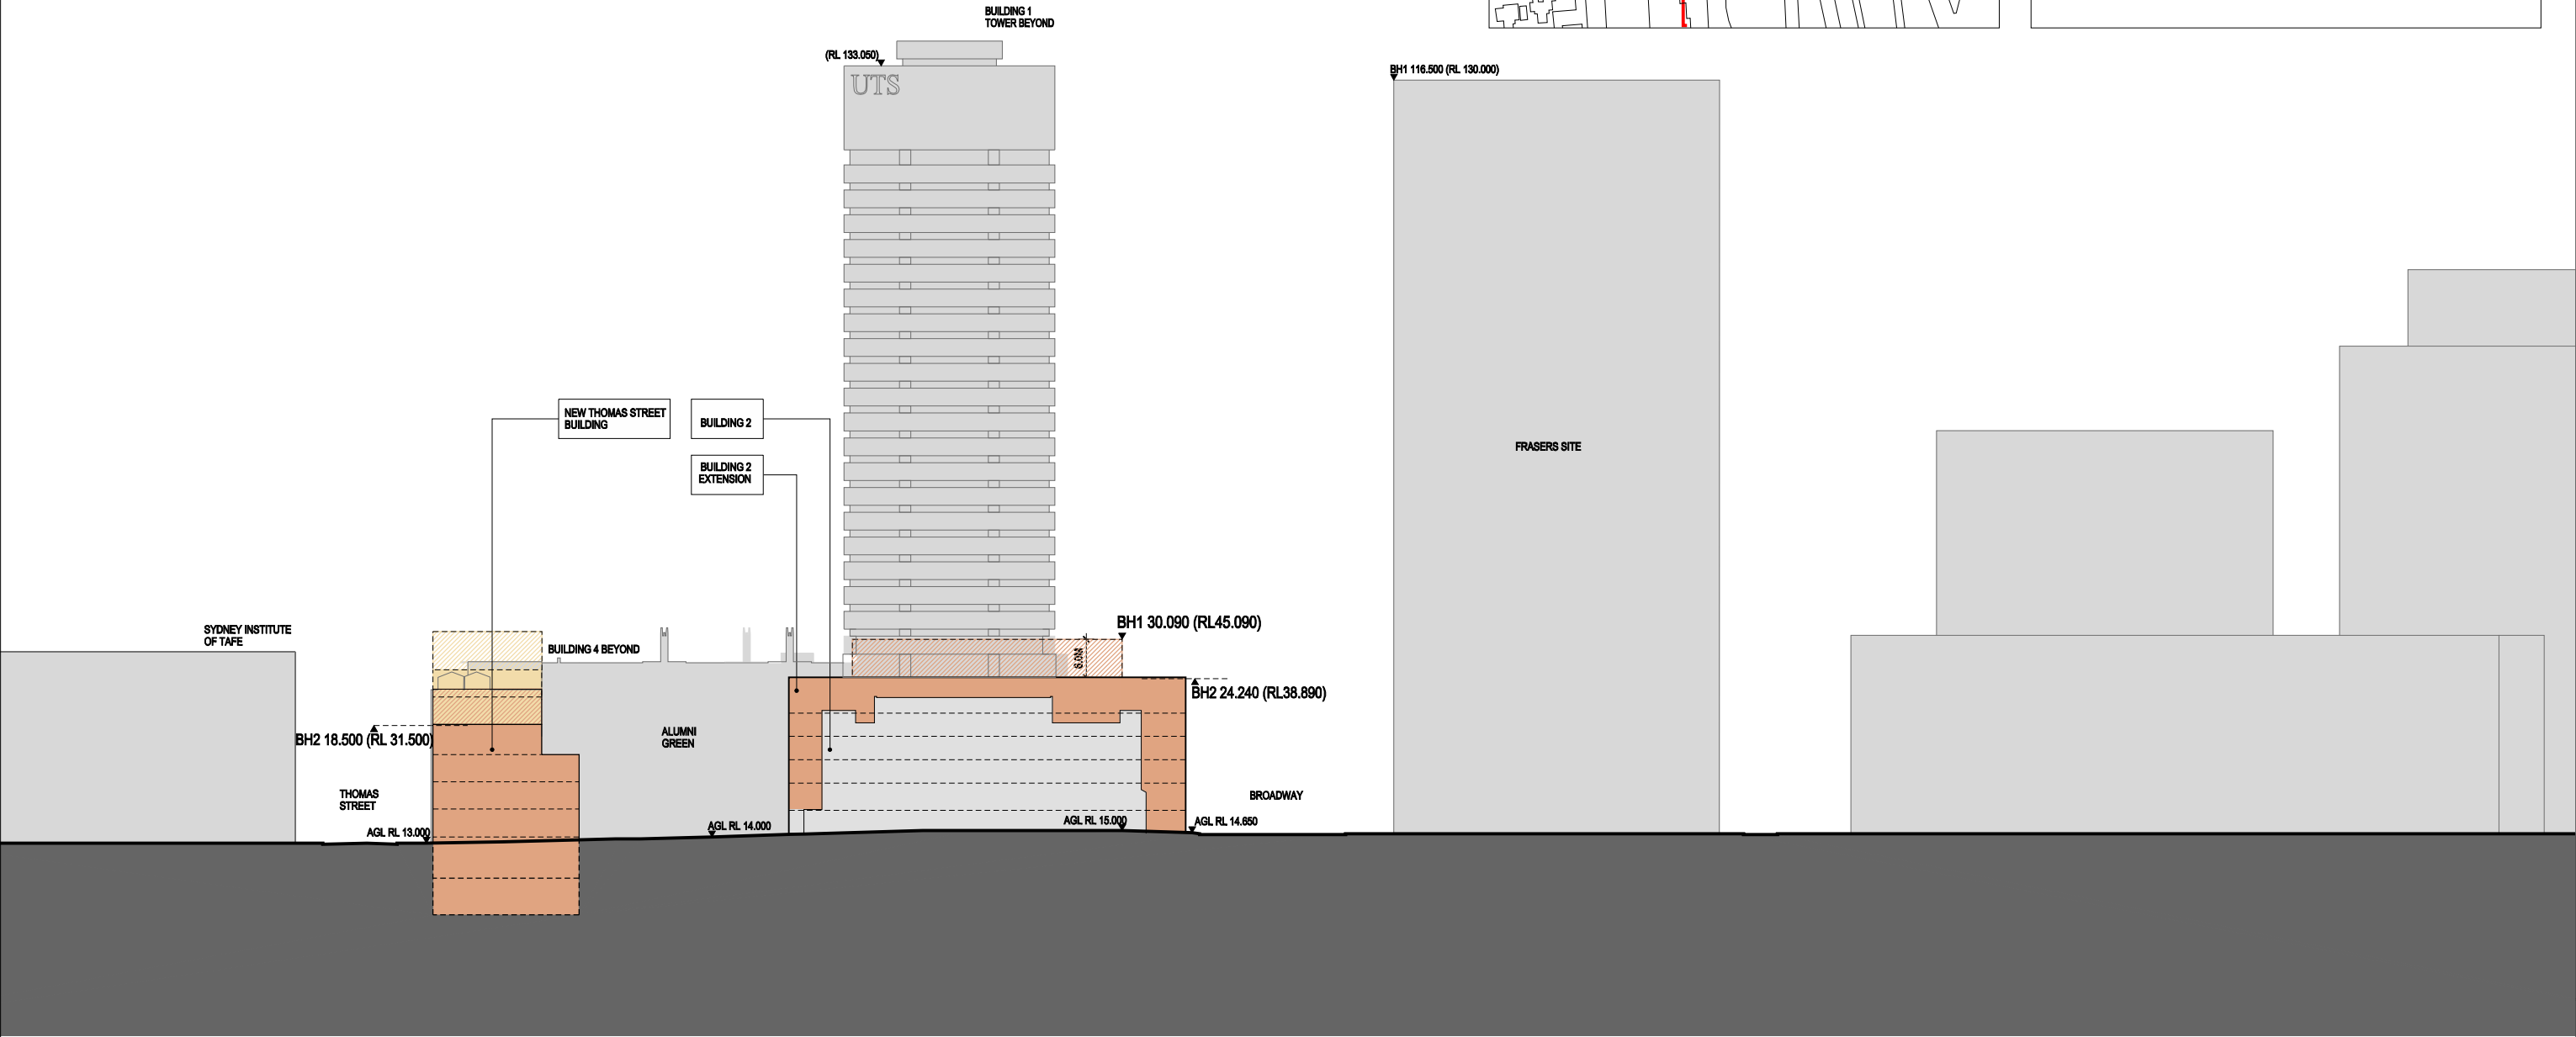 BUILDING 1
TOWER BEYOND
(RL 133.050)
UTS
BH1 116.500 (RL 130.000)
NEW THOMAS STREET
BUILDING
BUILDING 2
BUILDING 2
EXTENSION
FRASERS SITE
SYDNEY INSTITUTE
OF TAFE
BUILDING 4 BEYOND
BH1 30.090 (RL45.090)
BH2 24.240 (RL38.890)
BH2 18.500 (RL 31.500)
ALUMNI
GREEN
THOMAS
STREET
BROADWAY
AGL RL 13.000
AGL RL 14.000
AGL RL 15.000
AGL RL 14.650